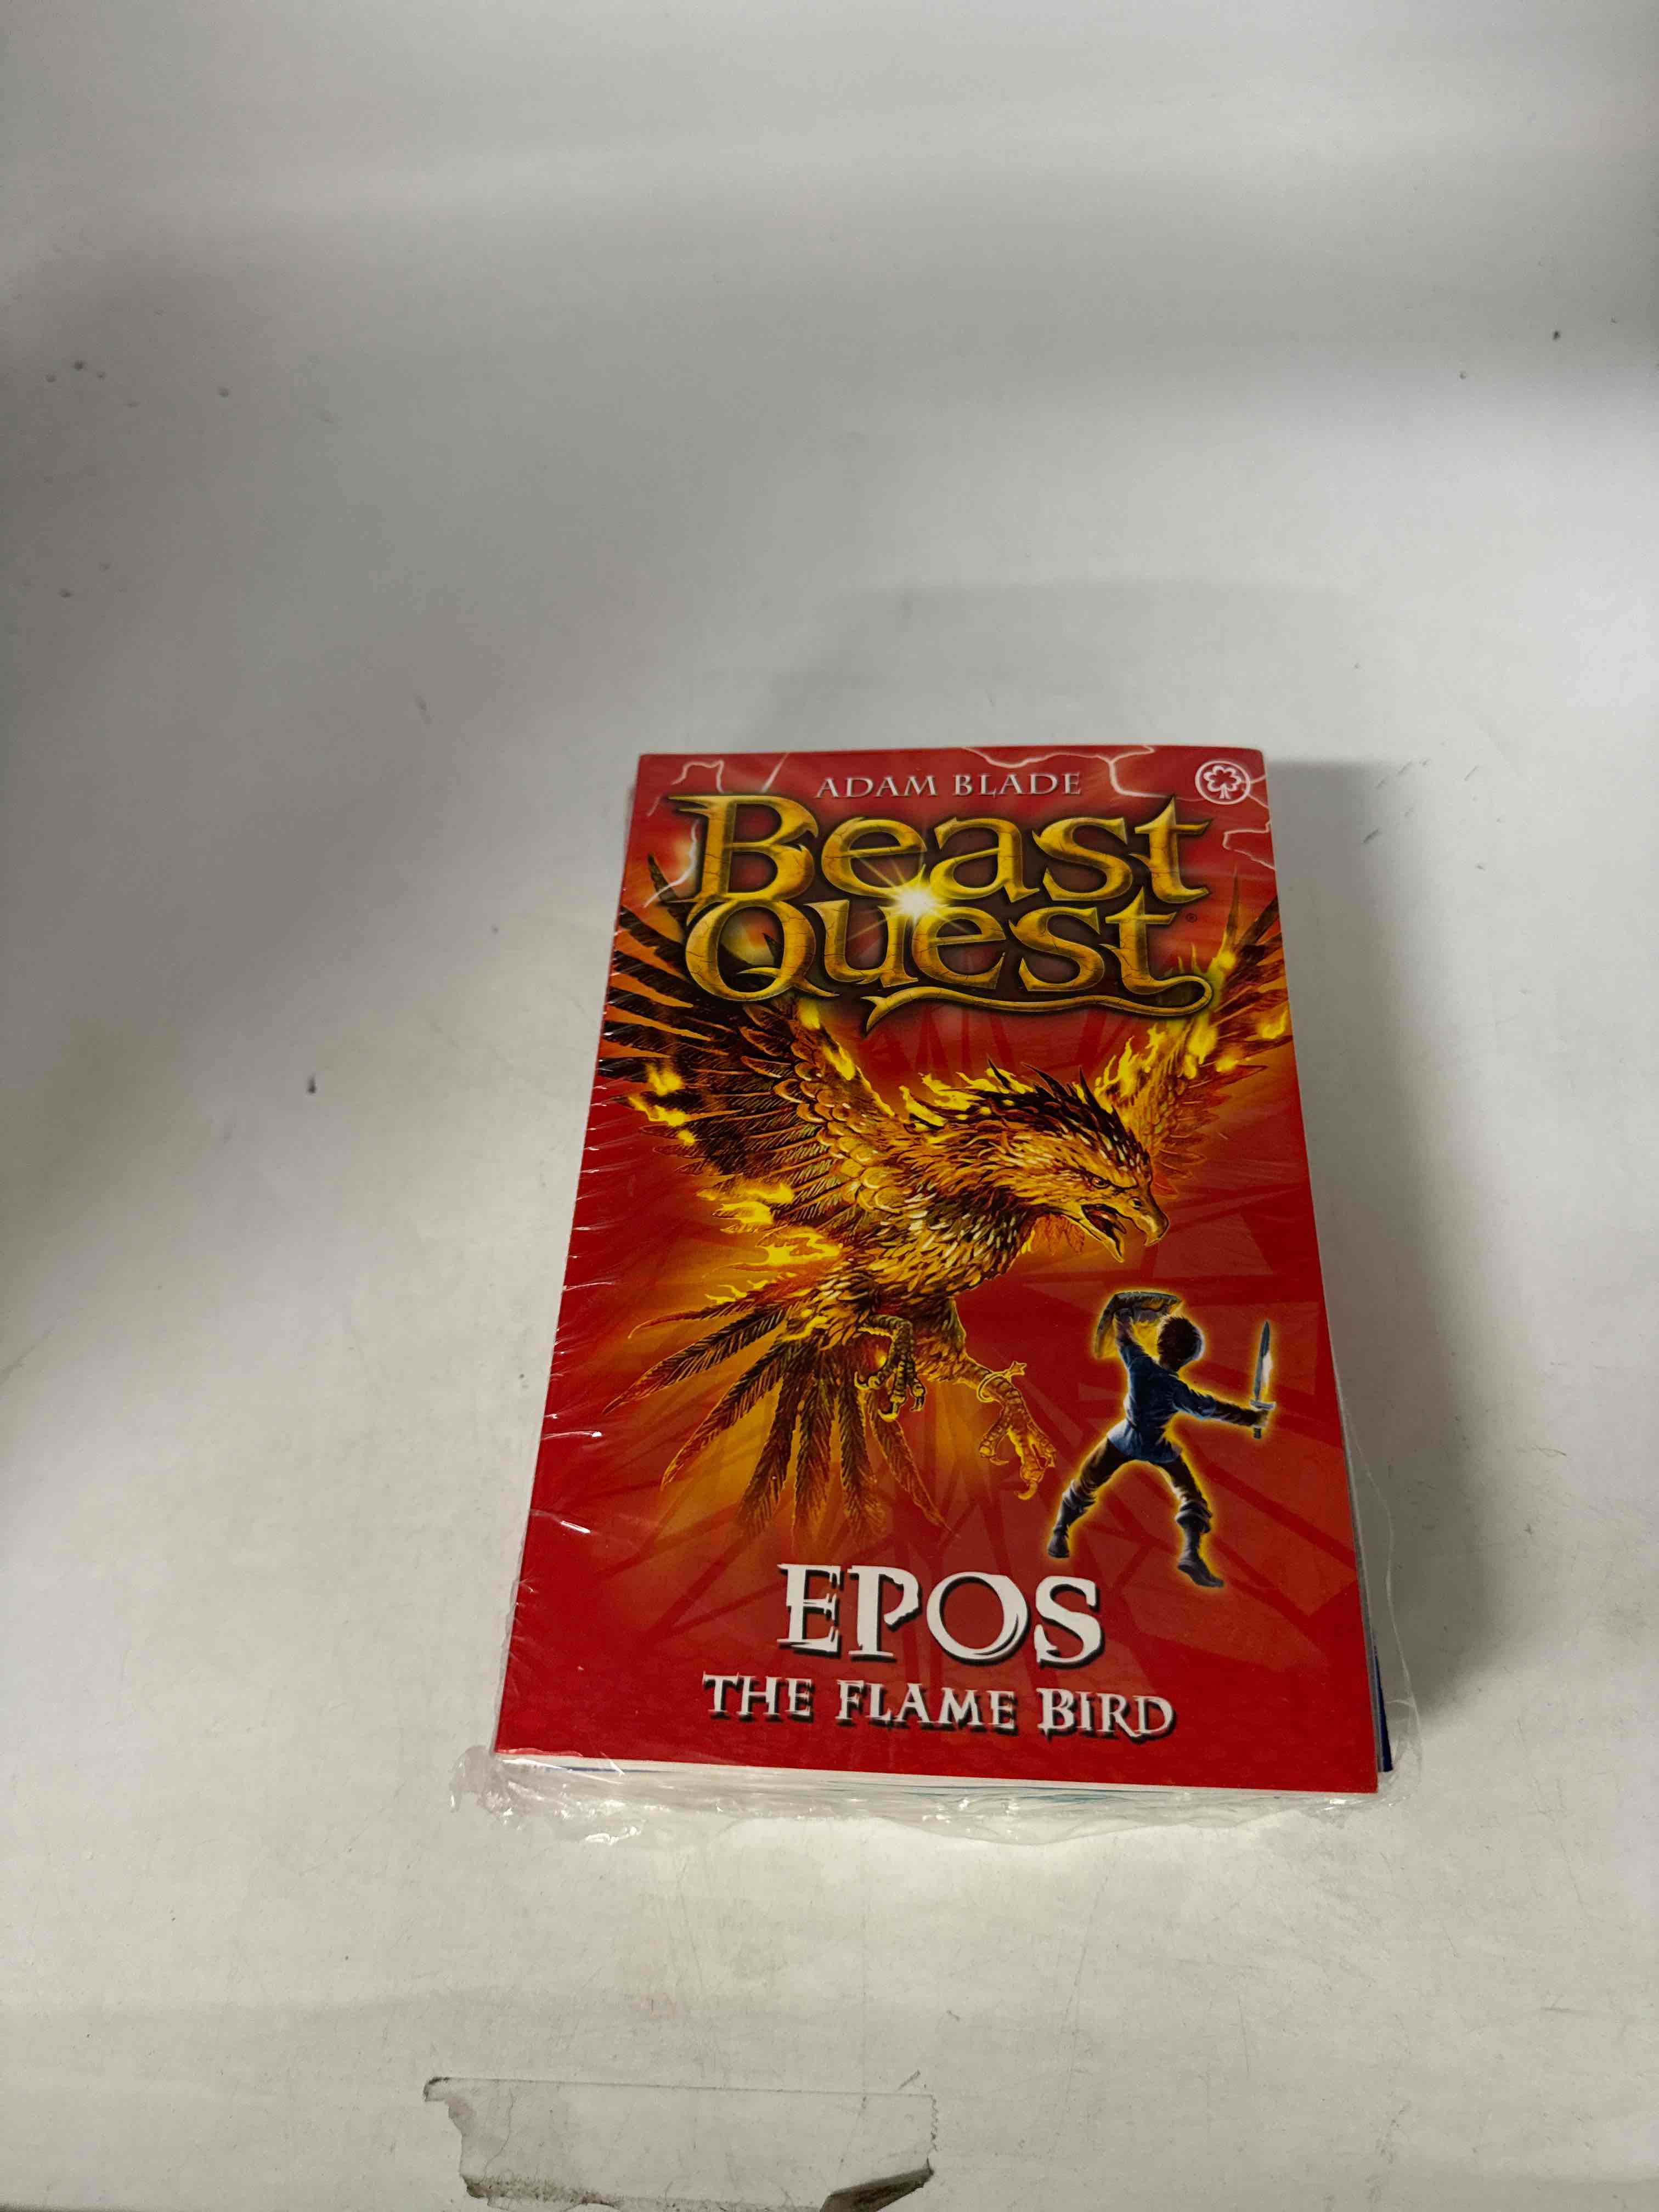 ADAM BLADE
Beast
Quest®
EPOS
THE FLAME BIRD